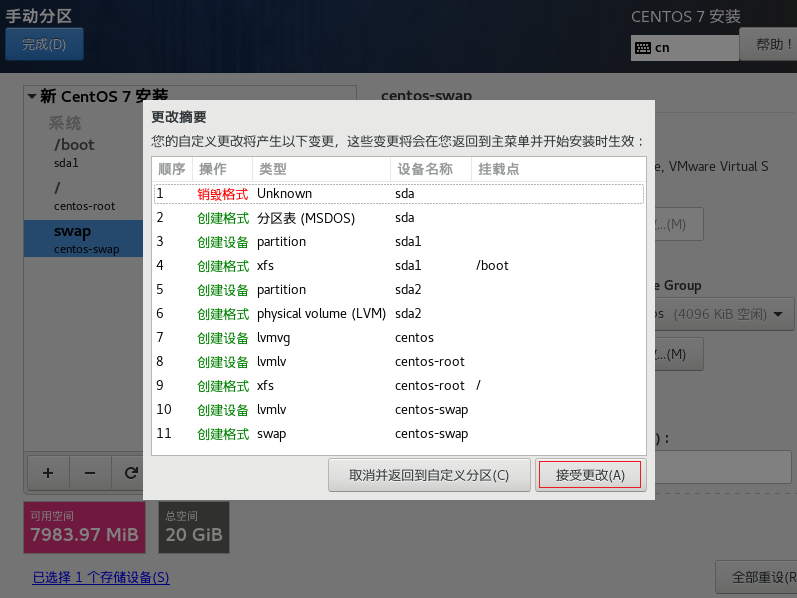 手动分区
CENTOS 7 安装
完成(D)
cn
帮助！
新 CentOS 7 安装
centos-swap
系统
/boot
sda1
/
centos-root
swap
centos-swap
更改摘要
您的自定义更改将产生以下变更，这些变更将会在您返回到主菜单并开始安装时生效：
顺序 操作 类型 设备名称 挂载点
1 销毁格式 Unknown sda
2 创建格式 分区表 (MSDOS) sda
3 创建设备 partition sda1
4 创建格式 xfs sda1 /boot
5 创建设备 partition sda2
6 创建格式 physical volume (LVM) sda2
7 创建设备 lvmvg centos
8 创建设备 lvmlv centos-root
9 创建格式 xfs centos-root /
10 创建设备 lvmlv centos-swap
11 创建格式 swap centos-swap
取消并返回到自定义分区(C)
接受更改(A)
e, VMware Virtual S
...(M)
e Group
os (4096 KiB 空闲)
...(M)
)：
可用空间
7983.97 MiB
总空间
20 GiB
已选择 1 个存储设备(S)
全部重设(R